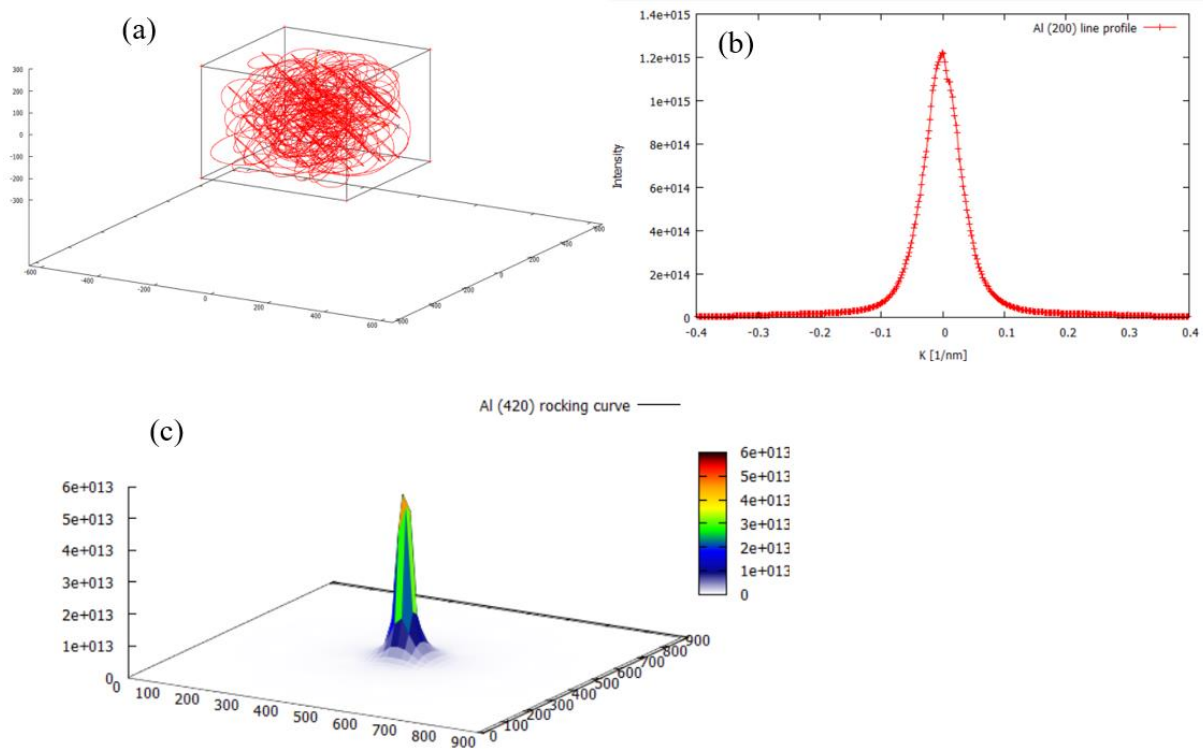 (a)
300
200
100
0
-100
-200
-300
-600
-400
-200
0
200
400
600
200
400
600
0
(b)
Al (200) line profile
1.4e+015
1.2e+015
1e+015
8e+014
6e+014
4e+014
2e+014
0
Intensity
-0.4 -0.3 -0.2 -0.1 0 0.1 0.2 0.3 0.4
K [1/nm]
Al (420) rocking curve
(c)
6e+013
5e+013
4e+013
3e+013
2e+013
1e+013
0
0 100 200 300 400 500 600 700 800 900
0 100 200 300 400 500 600 700 800 900
6e+013
5e+013
4e+013
3e+013
2e+013
1e+013
0